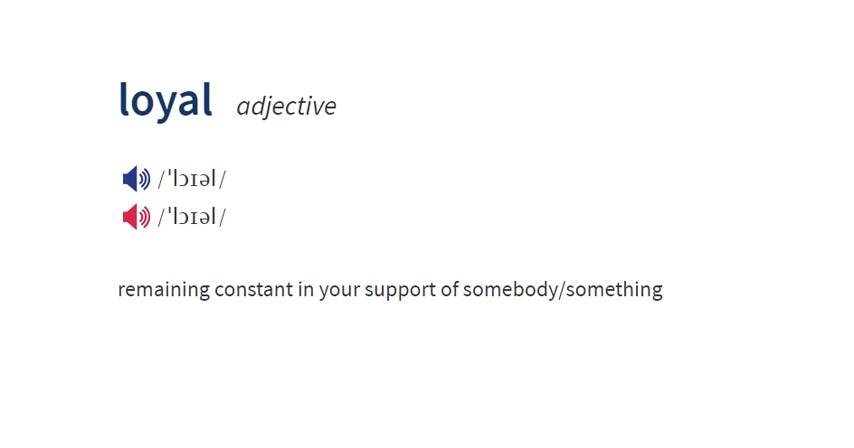 loyal adjective
/ˈlɔɪəl/
/ˈlɔɪəl/
remaining constant in your support of somebody/something